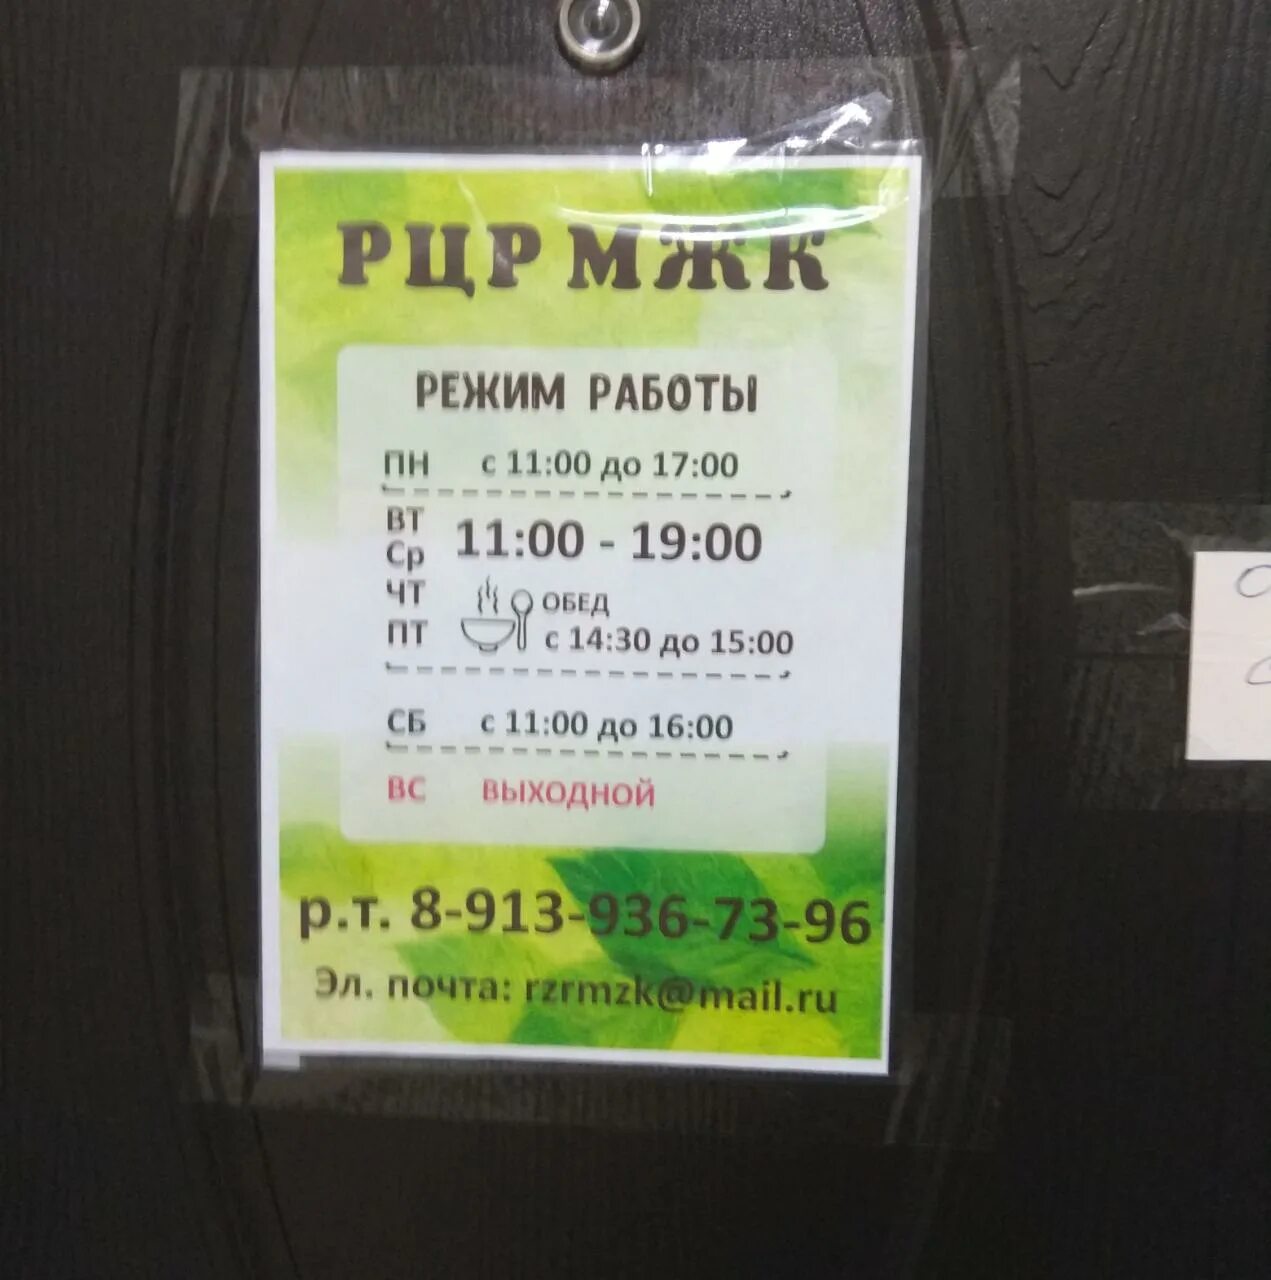 РЦР МЖК
РЕЖИМ РАБОТЫ
ПН с 11:00 до 17:00
ВТ
Ср 11:00 - 19:00
ЧТ ОБЕД
ПТ с 14:30 до 15:00
СБ с 11:00 до 16:00
ВС ВЫХОДНОЙ
р.т. 8-913-936-73-96
Эл. почта: rzrmzk@mail.ru